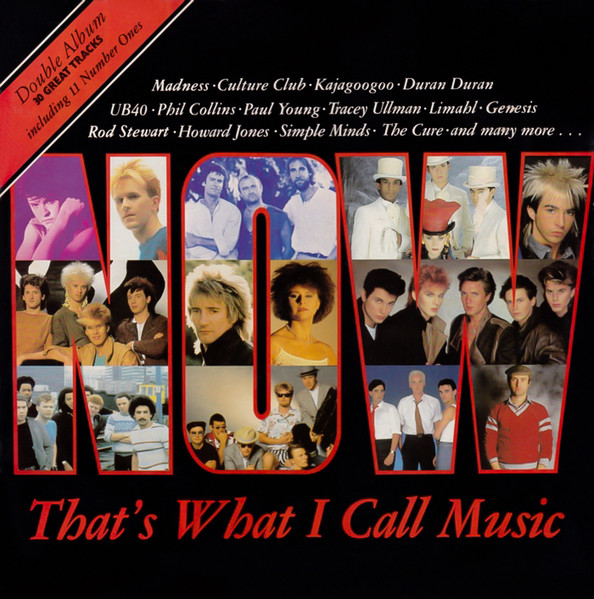 Double Album
30 GREAT TRACKS
including 11 Number Ones
Madness · Culture Club · Kajagoogoo · Duran Duran
UB40 · Phil Collins · Paul Young · Tracey Ullman · Limahl · Genesis
Rod Stewart · Howard Jones · Simple Minds · The Cure · and many more . . .
NOW
That's What I Call Music